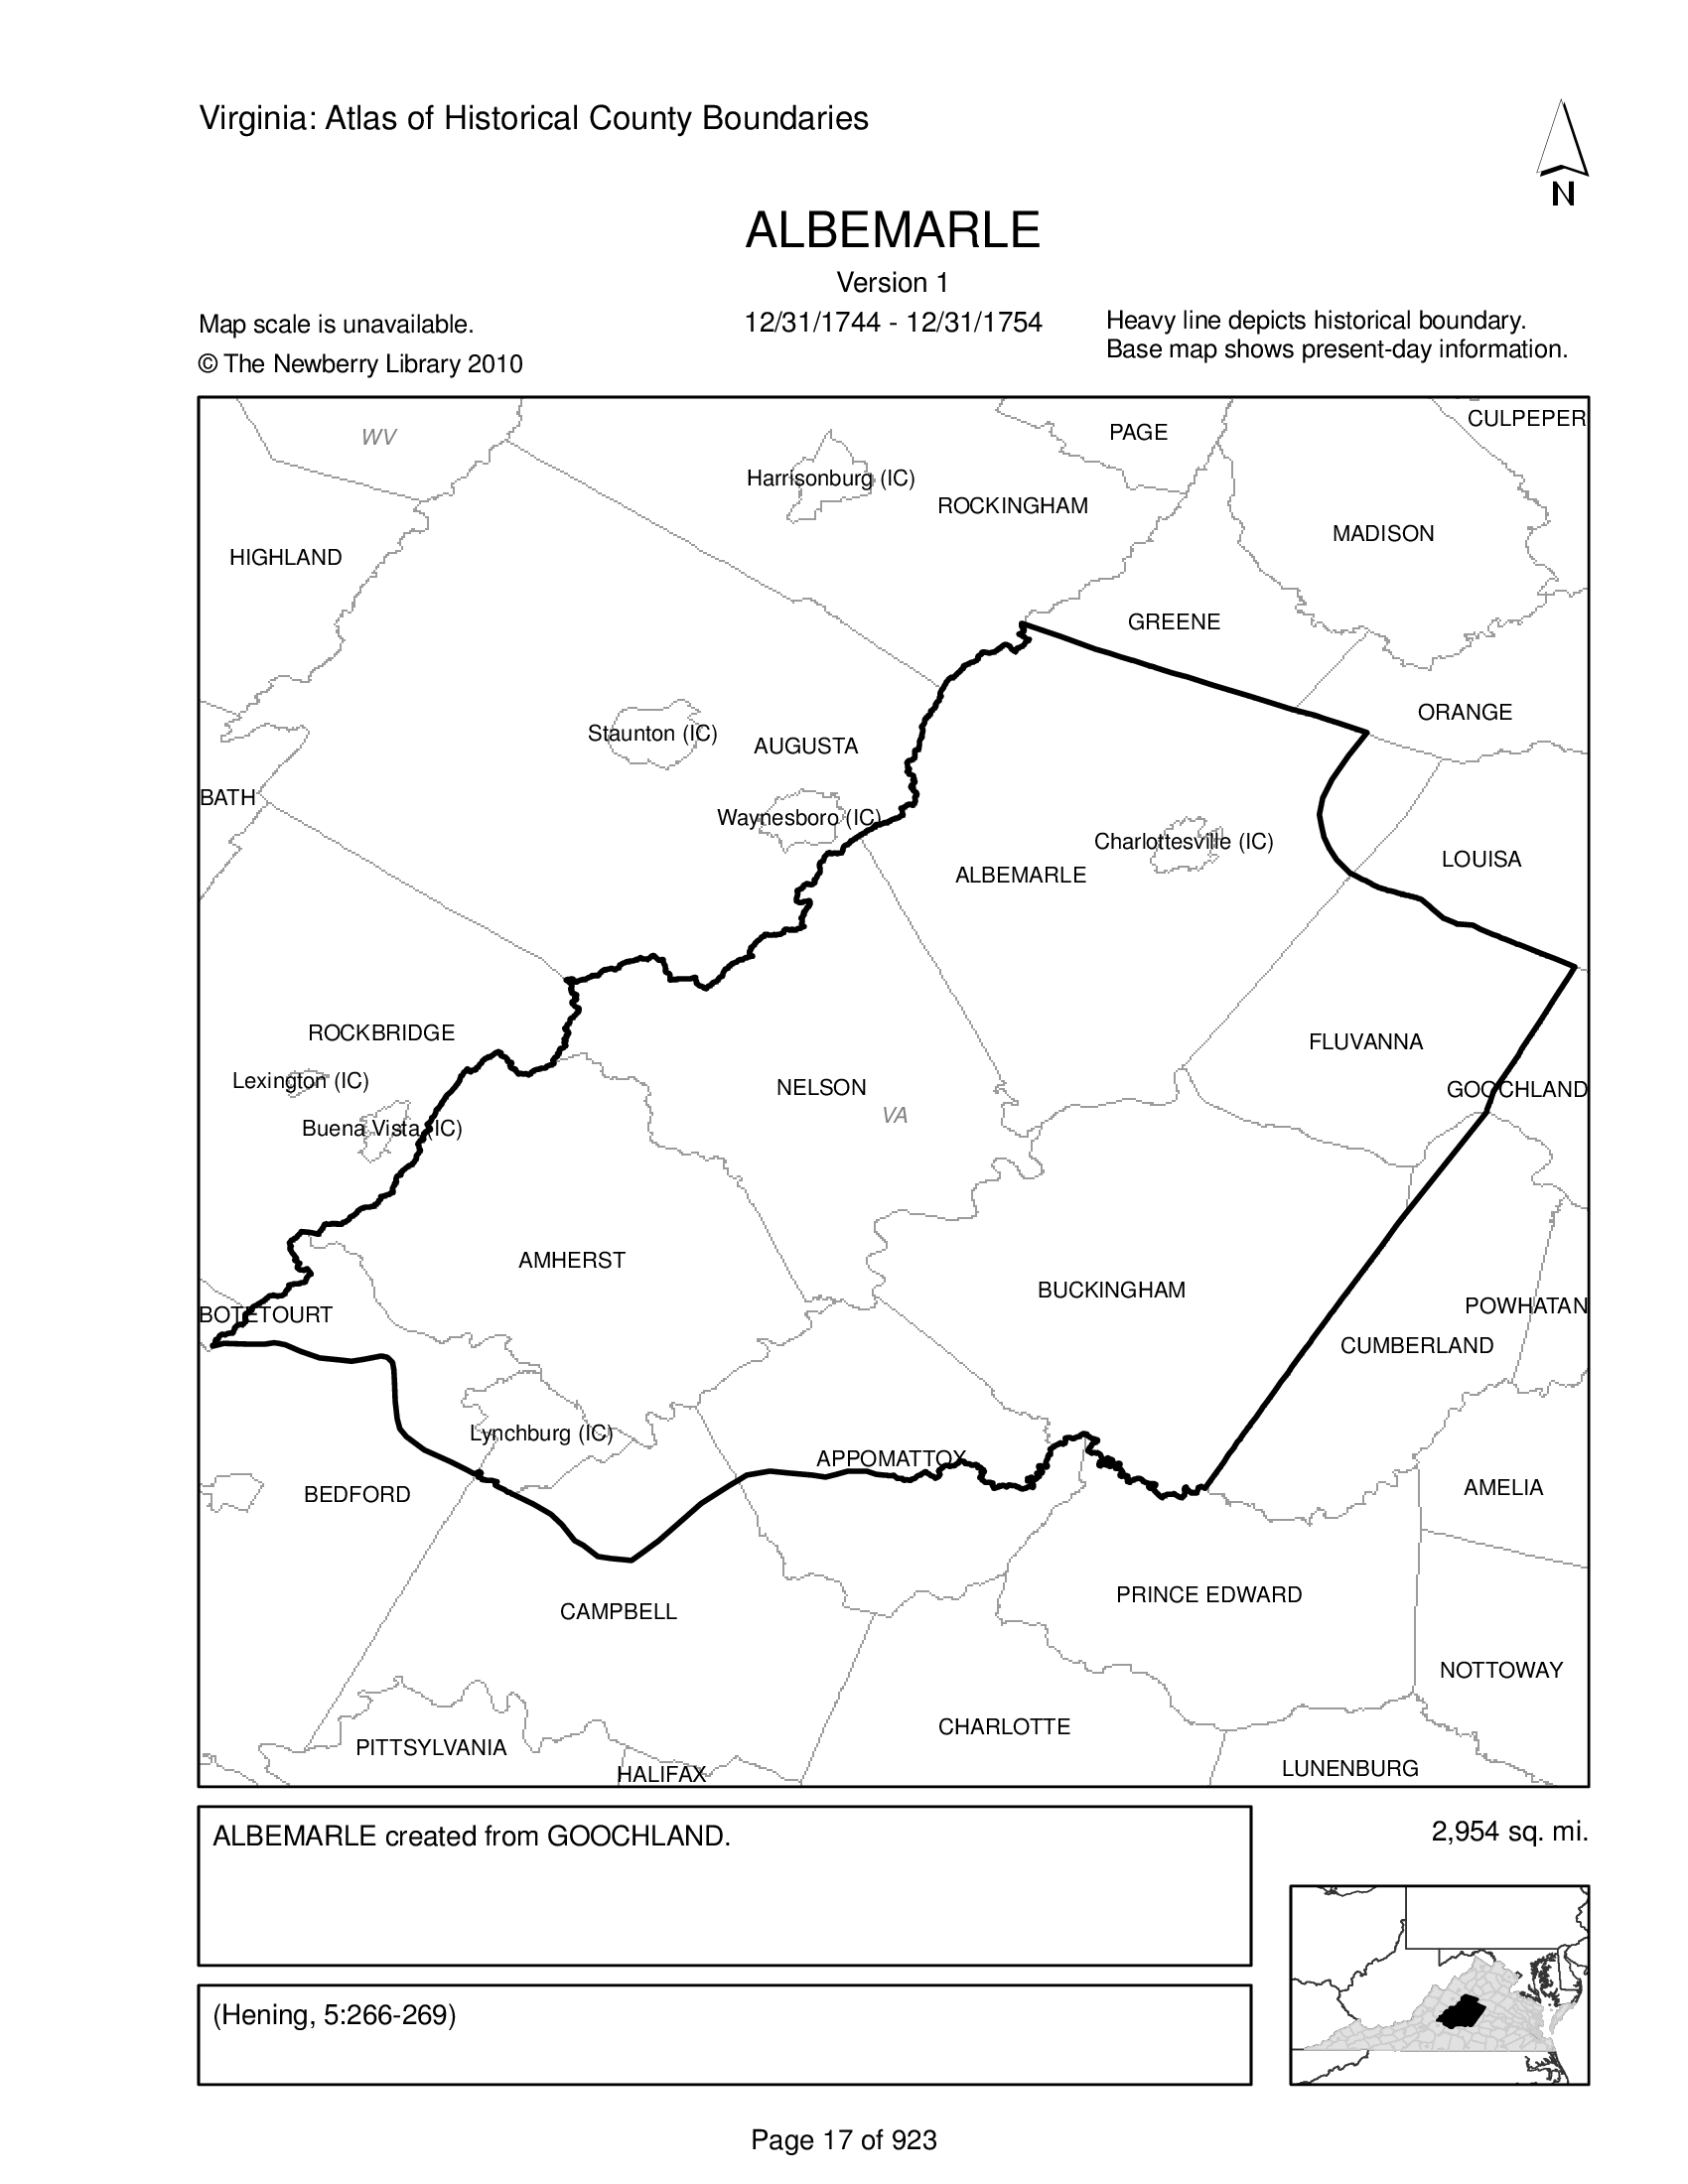 Virginia: Atlas of Historical County Boundaries
N
ALBEMARLE
Version 1
12/31/1744 - 12/31/1754
Map scale is unavailable.
© The Newberry Library 2010
Heavy line depicts historical boundary.
Base map shows present-day information.
CULPEPER
WV
PAGE
Harrisonburg (IC)
ROCKINGHAM
MADISON
HIGHLAND
GREENE
ORANGE
Staunton (IC)
AUGUSTA
BATH
Waynesboro (IC)
Charlottesville (IC)
LOUISA
ALBEMARLE
ROCKBRIDGE
FLUVANNA
Lexington (IC)
NELSON
GOOCHLAND
VA
Buena Vista (IC)
AMHERST
BUCKINGHAM
POWHATAN
BOTETOURT
CUMBERLAND
Lynchburg (IC)
APPOMATTOX
AMELIA
BEDFORD
PRINCE EDWARD
CAMPBELL
NOTTOWAY
CHARLOTTE
PITTSYLVANIA
LUNENBURG
HALIFAX
ALBEMARLE created from GOOCHLAND.
2,954 sq. mi.
(Hening, 5:266-269)
Page 17 of 923